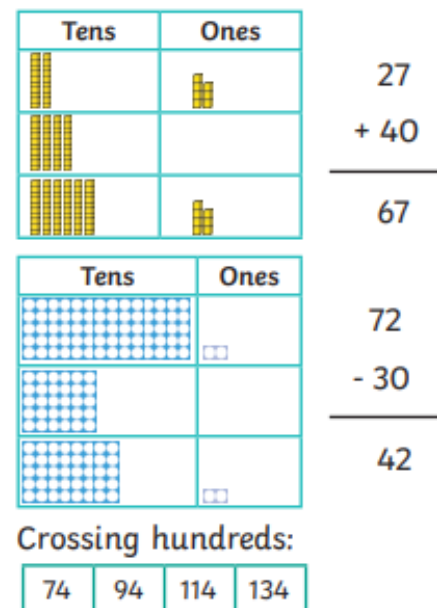 Tens Ones
27
+ 40
67
Tens Ones
72
- 30
42
Crossing hundreds:
74 94 114 134